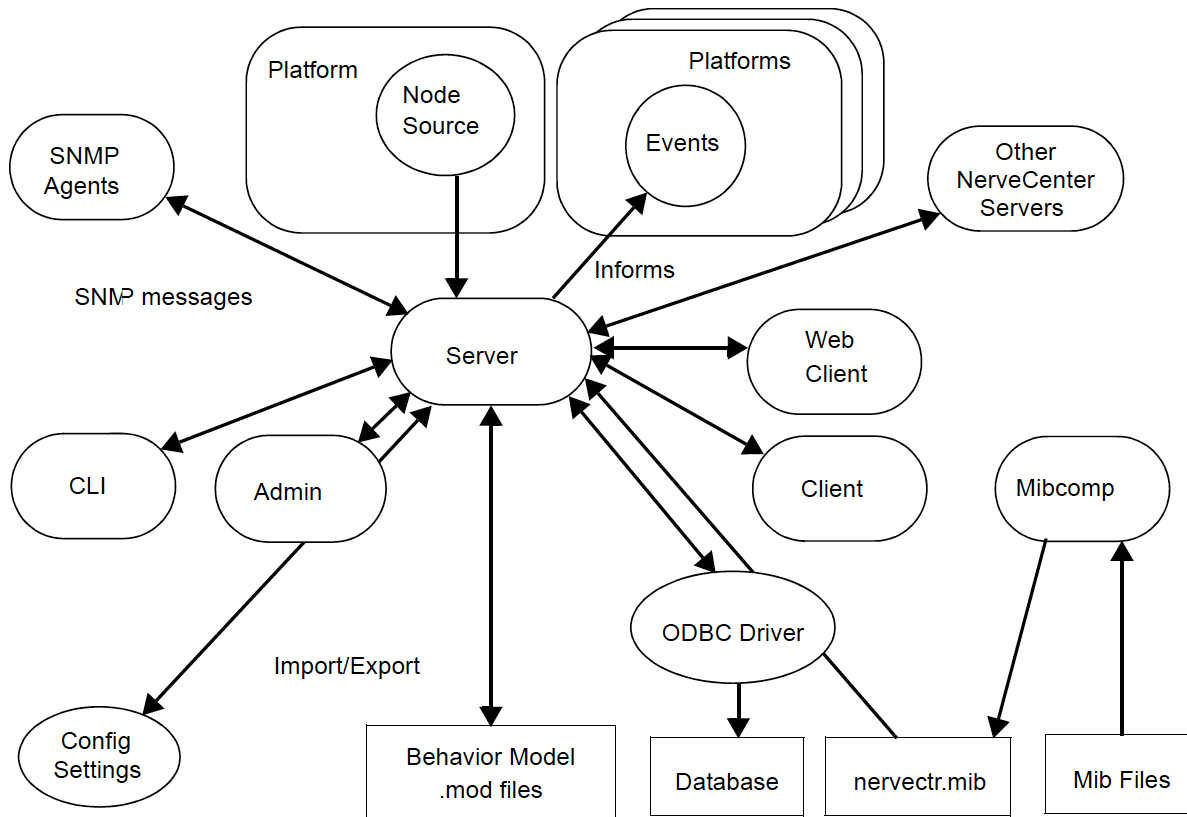 Platform
Node
Source
Platforms
Events
SNMP
Agents
Other
NerveCenter
Servers
Informs
SNMP messages
Server
Web
Client
CLI
Admin
Client
Mibcomp
ODBC Driver
Import/Export
Config
Settings
Behavior Model
.mod files
Database
nervectr.mib
Mib Files